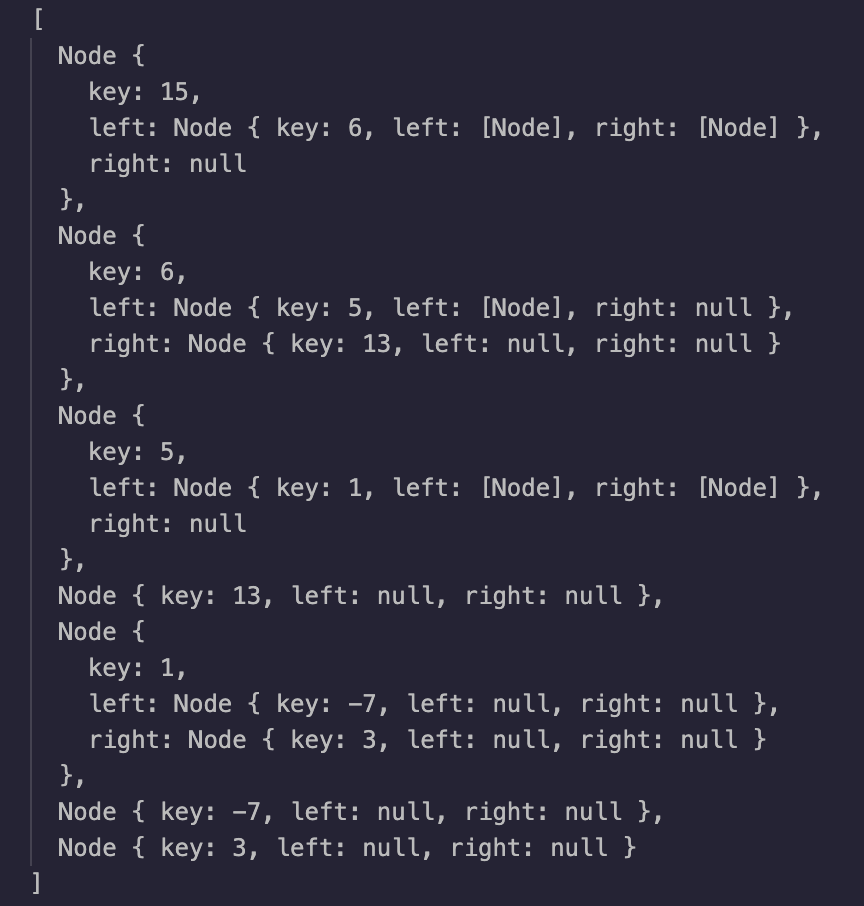 [
  Node {
    key: 15,
    left: Node { key: 6, left: [Node], right: [Node] },
    right: null
  },
  Node {
    key: 6,
    left: Node { key: 5, left: [Node], right: null },
    right: Node { key: 13, left: null, right: null }
  },
  Node {
    key: 5,
    left: Node { key: 1, left: [Node], right: [Node] },
    right: null
  },
  Node { key: 13, left: null, right: null },
  Node {
    key: 1,
    left: Node { key: -7, left: null, right: null },
    right: Node { key: 3, left: null, right: null }
  },
  Node { key: -7, left: null, right: null },
  Node { key: 3, left: null, right: null }
]